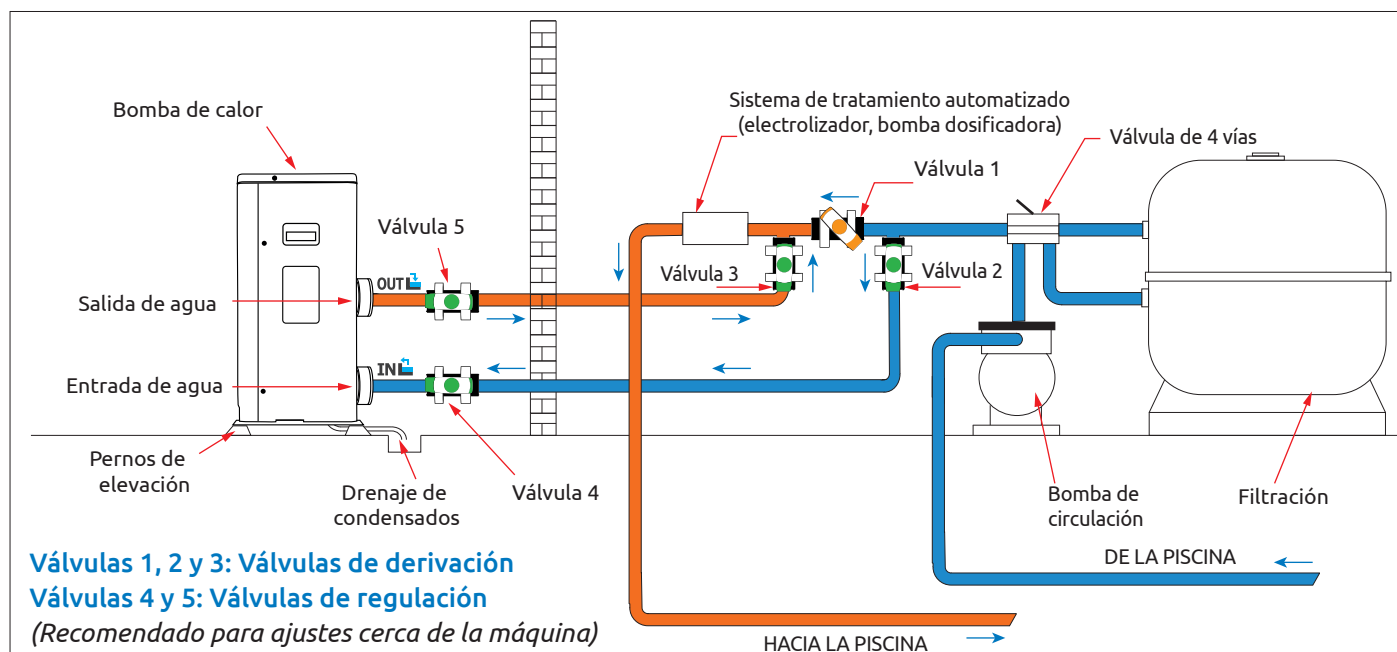 Bomba de calor
Sistema de tratamiento automatizado
(electrolizador, bomba dosificadora)
Válvula de 4 vías
Válvula 1
Válvula 5
Válvula 3
Válvula 2
OUT
Salida de agua
IN
Entrada de agua
Pernos de
elevación
Drenaje de
condensados
Válvula 4
Bomba de
circulación
Filtración
Válvulas 1, 2 y 3: Válvulas de derivación
Válvulas 4 y 5: Válvulas de regulación
(Recomendado para ajustes cerca de la máquina)
DE LA PISCINA
HACIA LA PISCINA